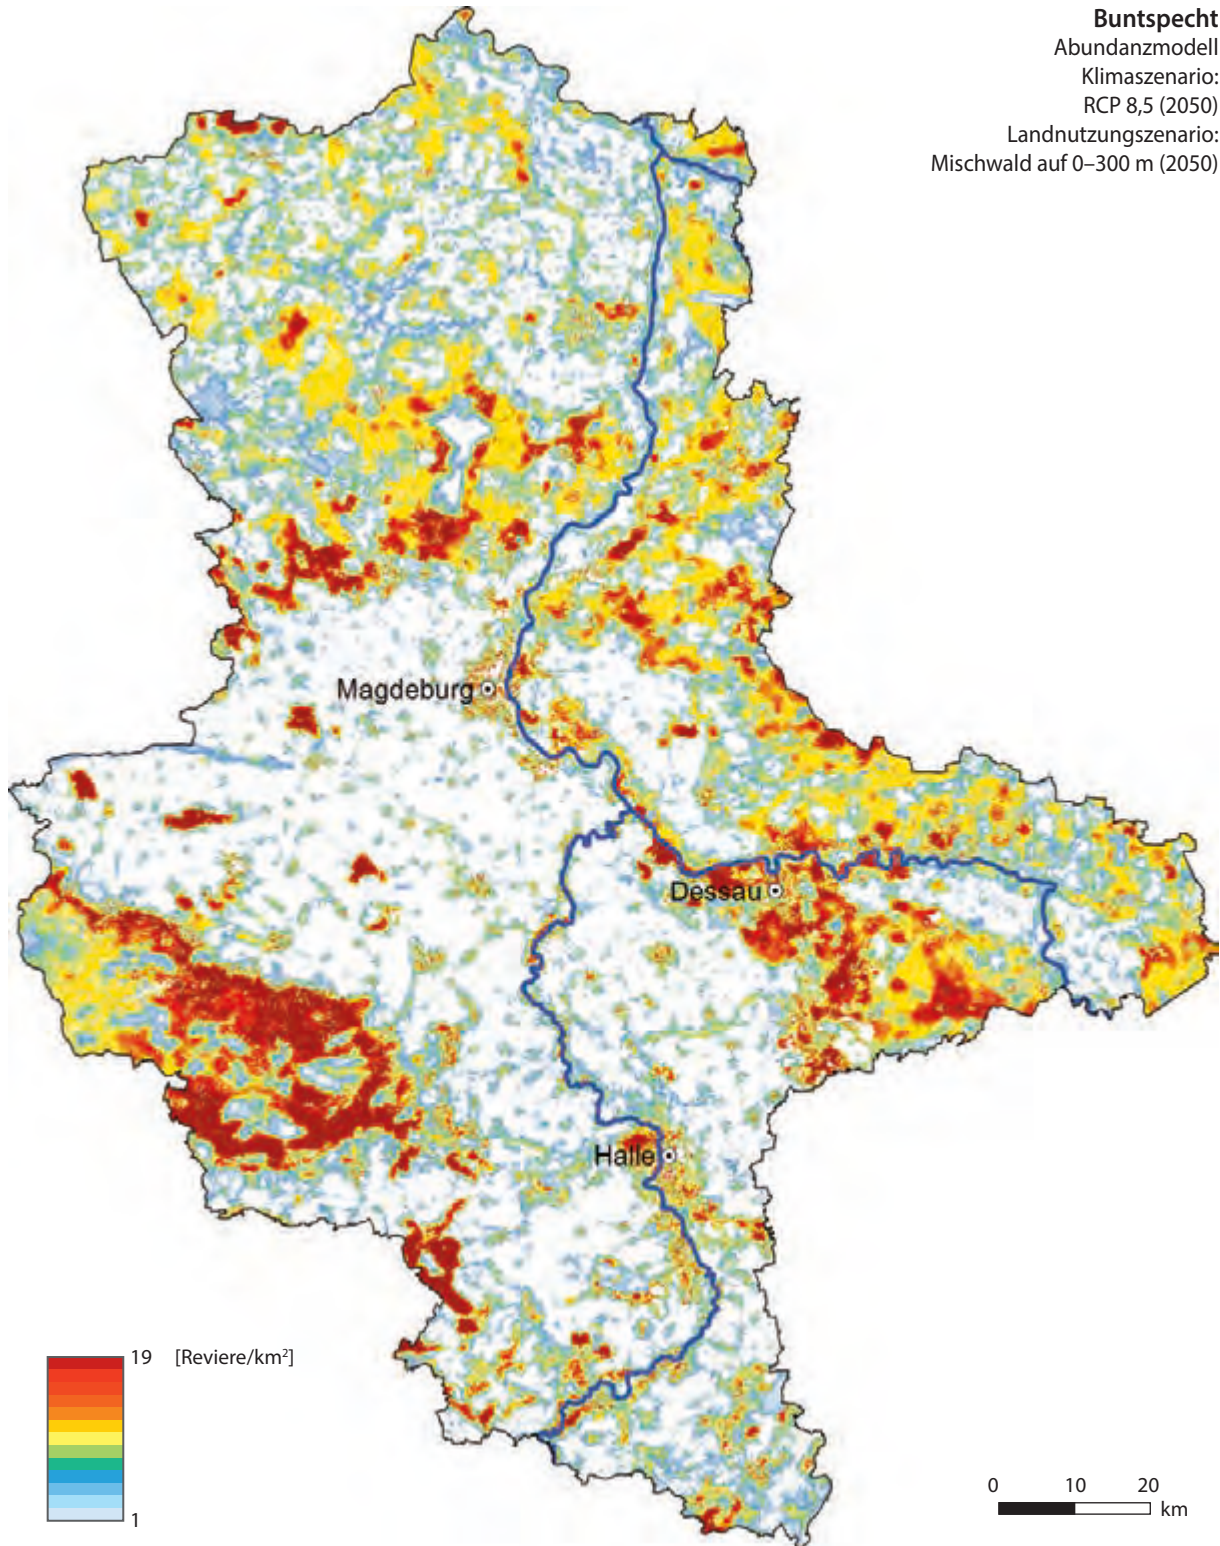 Buntspecht
Abundanzmodell
Klimaszenario:
RCP 8,5 (2050)
Landnutzungszenario:
Mischwald auf 0–300 m (2050)
Magdeburg
Dessau
Halle
19 [Reviere/km²]
1
0 10 20
km